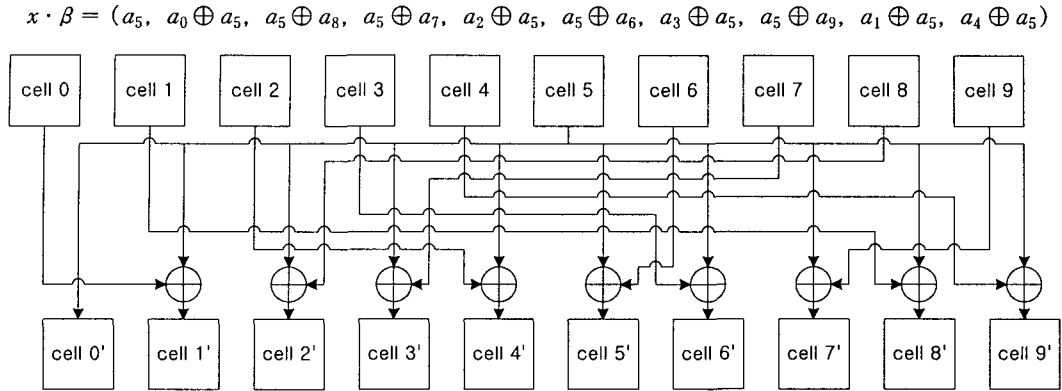 x · β = (a₅, a₀ ⊕ a₅, a₅ ⊕ a₈, a₅ ⊕ a₇, a₂ ⊕ a₅, a₅ ⊕ a₆, a₃ ⊕ a₅, a₅ ⊕ a₉, a₁ ⊕ a₅, a₄ ⊕ a₅)
cell 0 cell 1 cell 2 cell 3 cell 4 cell 5 cell 6 cell 7 cell 8 cell 9
cell 0' cell 1' cell 2' cell 3' cell 4' cell 5' cell 6' cell 7' cell 8' cell 9'